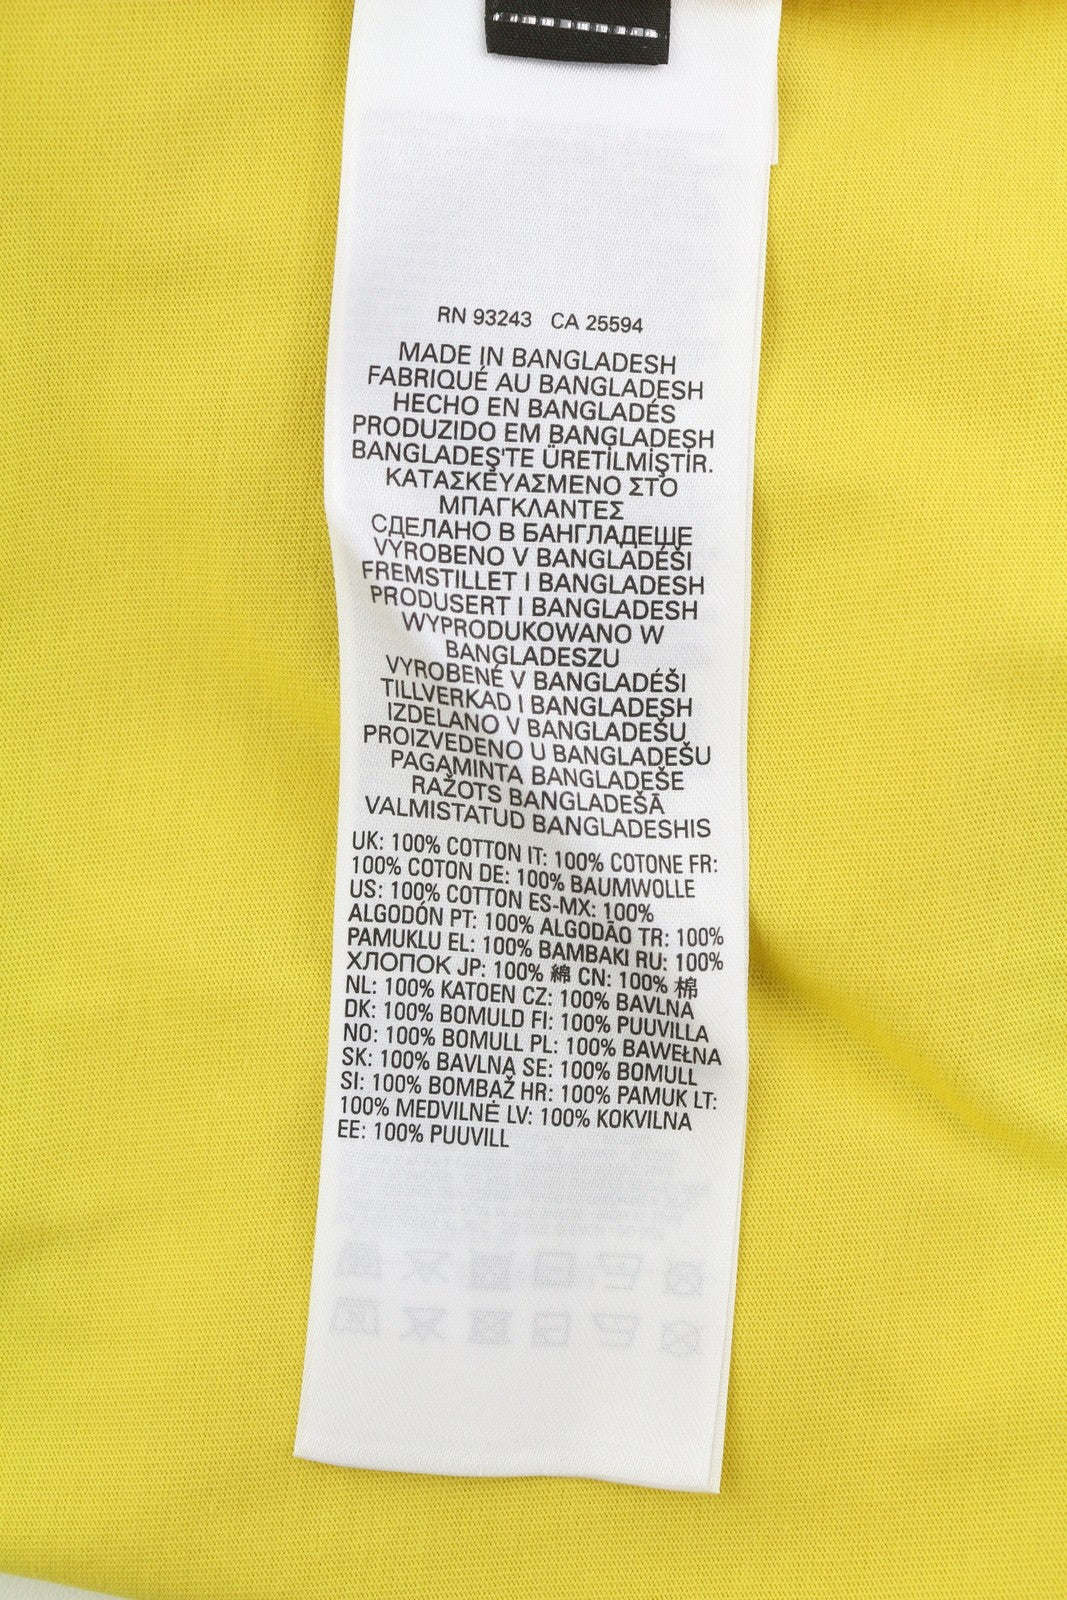 RN 93243 CA 25594
MADE IN BANGLADESH
FABRIQUÉ AU BANGLADESH
HECHO EN BANGLADÉS
PRODUZIDO EM BANGLADESH
BANGLADEŞ'TE ÜRETİLMİŞTİR.
ΚΑΤΑΣΚΕΥΑΣΜΕΝΟ ΣΤΟ
ΜΠΑΓΚΛΑΝΤΕΣ
СДЕЛАНО В БАНГЛАДЕШЕ
VYROBENO V BANGLADÉŠI
FREMSTILLET I BANGLADESH
PRODUSERT I BANGLADESH
WYPRODUKOWANO W
BANGLADESZU
VYROBENÉ V BANGLADÉŠI
TILLVERKAD I BANGLADESH
IZDELANO V BANGLADEŠU
PROIZVEDENO U BANGLADEŠU
PAGAMINTA BANGLADEŠE
RAŽOTS BANGLADEŠĀ
VALMISTATUD BANGLADESHIS
UK: 100% COTTON IT: 100% COTONE FR:
100% COTON DE: 100% BAUMWOLLE
US: 100% COTTON ES-MX: 100%
ALGODÓN PT: 100% ALGODÃO TR: 100%
PAMUKLU EL: 100% BAMBAKI RU: 100%
ХЛОПОК JP: 100% 綿 CN: 100% 棉
NL: 100% KATOEN CZ: 100% BAVLNA
DK: 100% BOMULD FI: 100% PUUVILLA
NO: 100% BOMULL PL: 100% BAWEŁNA
SK: 100% BAVLNA SE: 100% BOMULL
SI: 100% BOMBAŽ HR: 100% PAMUK LT:
100% MEDVILNĖ LV: 100% KOKVILNA
EE: 100% PUUVILL